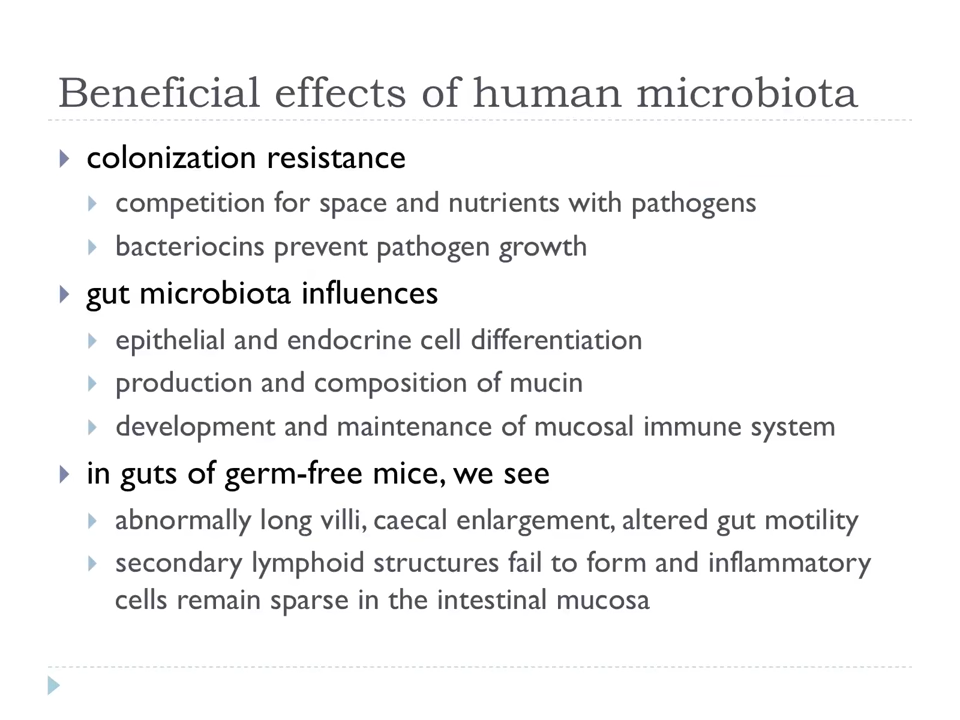 Beneficial effects of human microbiota
colonization resistance
competition for space and nutrients with pathogens
bacteriocins prevent pathogen growth
gut microbiota influences
epithelial and endocrine cell differentiation
production and composition of mucin
development and maintenance of mucosal immune system
in guts of germ-free mice, we see
abnormally long villi, caecal enlargement, altered gut motility
secondary lymphoid structures fail to form and inflammatory
cells remain sparse in the intestinal mucosa